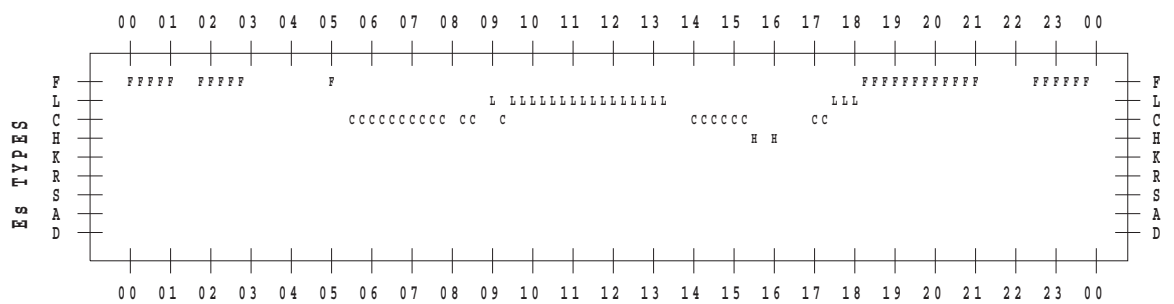 00 01 02 03 04 05 06 07 08 09 10 11 12 13 14 15 16 17 18 19 20 21 22 23 00
F FFFFF FFFFF F FFFFFFFFFFFF FFFFFF F
L L LLLLLLLLLLLLLLLL LLL L
C CCCCCCCCCC CC C CCCCCC CC C
H H H H
K K
R R
S S
A A
D D
Es TYPES
00 01 02 03 04 05 06 07 08 09 10 11 12 13 14 15 16 17 18 19 20 21 22 23 00